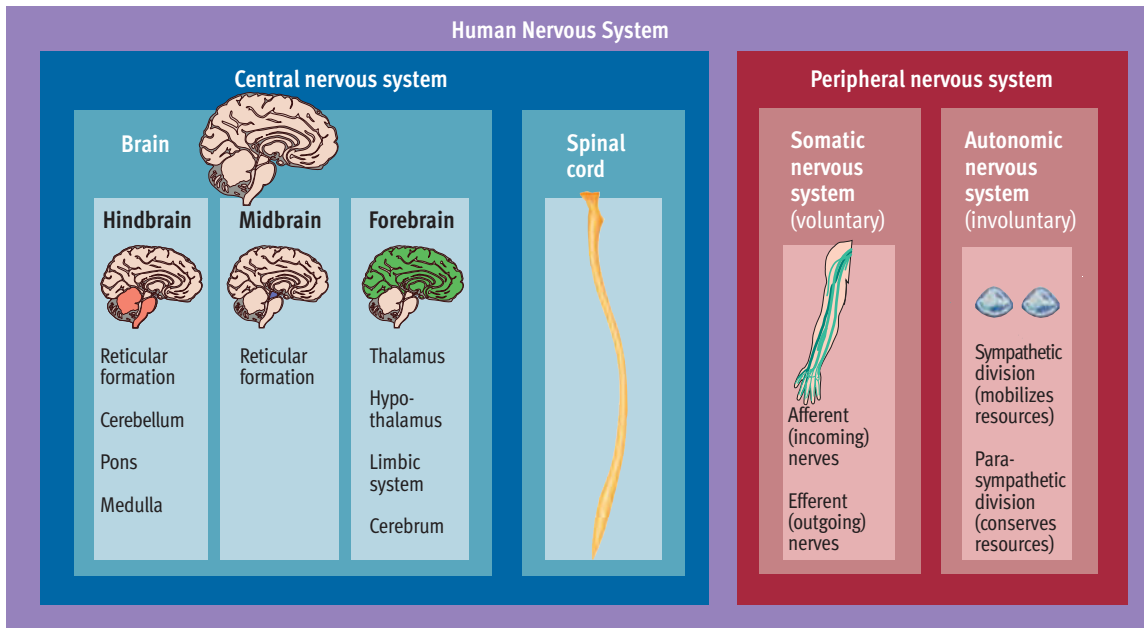 Human Nervous System
Central nervous system
Brain
Hindbrain
Reticular
formation
Cerebellum
Pons
Medulla
Midbrain
Reticular
formation
Forebrain
Thalamus
Hypo-
thalamus
Limbic
system
Cerebrum
Spinal
cord
Peripheral nervous system
Somatic
nervous
system
(voluntary)
Afferent
(incoming)
nerves
Efferent
(outgoing)
nerves
Autonomic
nervous
system
(involuntary)
Sympathetic
division
(mobilizes
resources)
Para-
sympathetic
division
(conserves
resources)